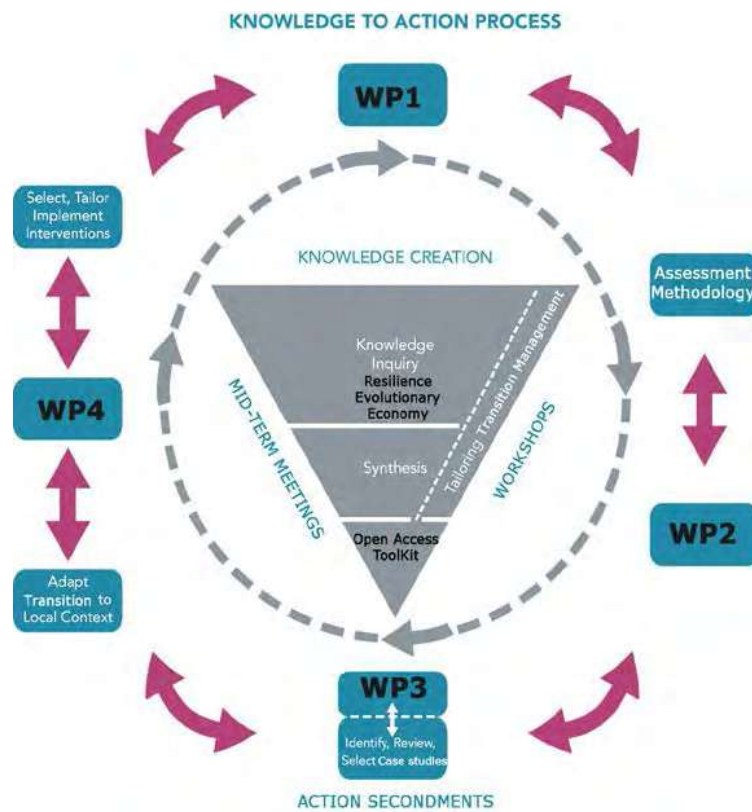 KNOWLEDGE TO ACTION PROCESS
WP1
Select, Tailor
Implement
Interventions
KNOWLEDGE CREATION
Assessment
Methodology
Knowledge
Inquiry
Resilience
Evolutionary
Economy
Tailoring Transition Management
MID-TERM MEETINGS
WORKSHOPS
WP4
Synthesis
WP2
Open Access
ToolKit
Adapt
Transition to
Local Context
WP3
Identify, Review,
Select Case studies
ACTION SECONDMENTS